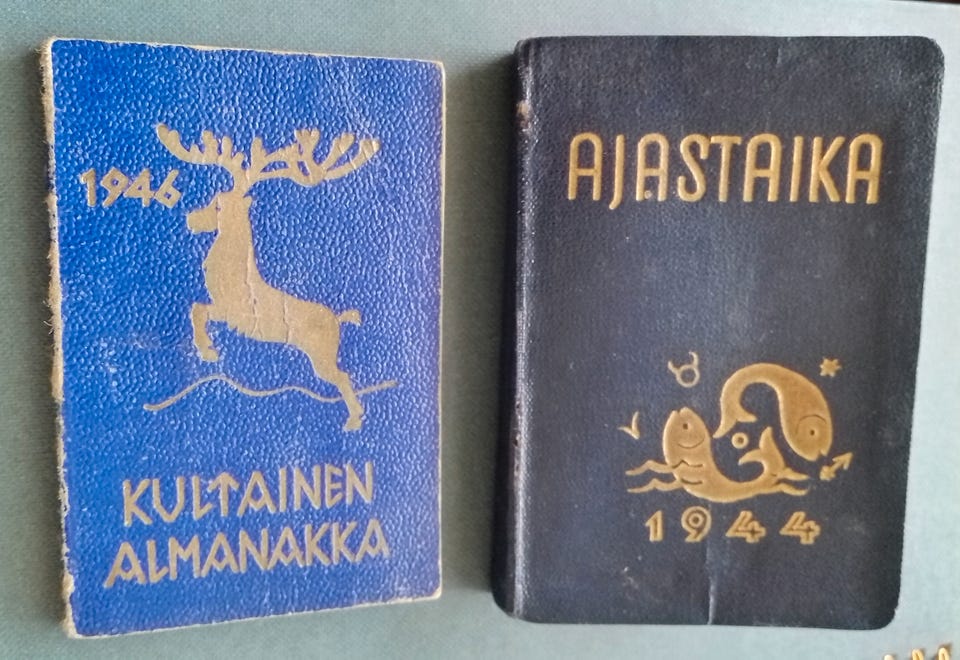 1946
KULTAINEN
ALMANAKKA
AJASTAIKA
1944